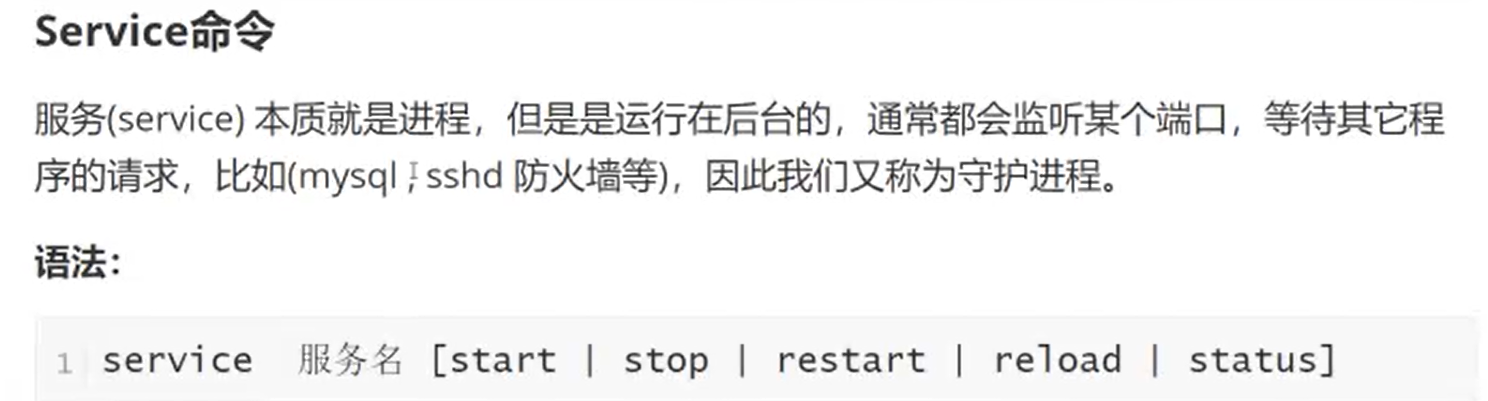 Service命令
服务(service) 本质就是进程，但是是运行在后台的，通常都会监听某个端口，等待其它程
序的请求，比如(mysql , sshd 防火墙等)，因此我们又称为守护进程。
语法：
1 service 服务名 [start | stop | restart | reload | status]